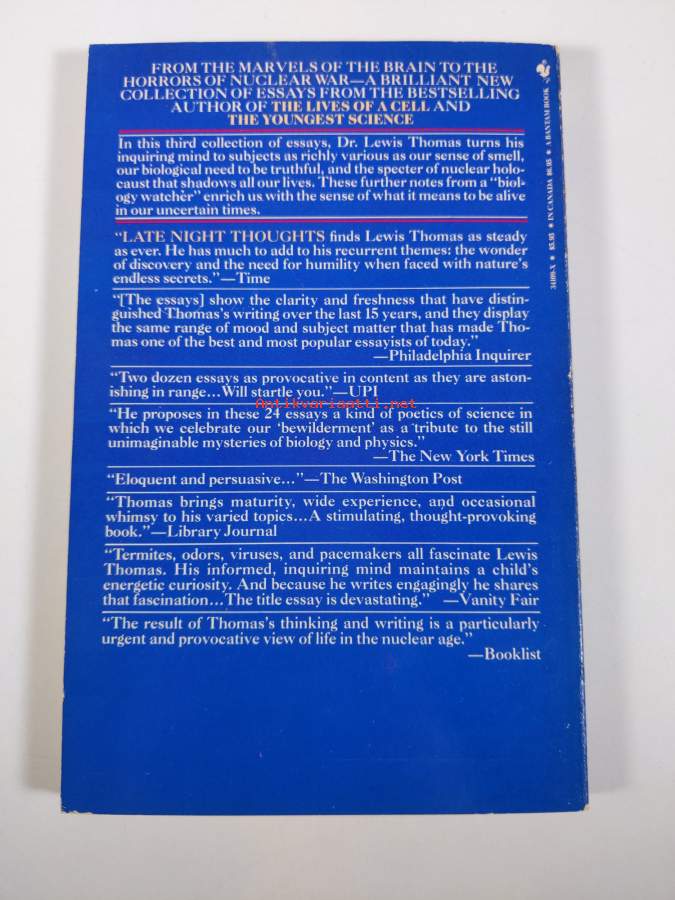 FROM THE MARVELS OF THE BRAIN TO THE
HORRORS OF NUCLEAR WAR—A BRILLIANT NEW
COLLECTION OF ESSAYS FROM THE BESTSELLING
AUTHOR OF THE LIVES OF A CELL AND
THE YOUNGEST SCIENCE
In this third collection of essays, Dr. Lewis Thomas turns his
inquiring mind to subjects as richly various as our sense of smell,
our biological need to be truthful, and the specter of nuclear holo-
caust that shadows all our lives. These further notes from a "biol-
ogy watcher" enrich us with the sense of what it means to be alive
in our uncertain times.
"LATE NIGHT THOUGHTS finds Lewis Thomas as steady
as ever. He has much to add to his recurrent themes: the wonder
of discovery and the need for humility when faced with nature's
endless secrets."—Time
"[The essays] show the clarity and freshness that have distin-
guished Thomas's writing over the last 15 years, and they display
the same range of mood and subject matter that has made Tho-
mas one of the best and most popular essayists of today."
—Philadelphia Inquirer
"Two dozen essays as provocative in content as they are aston-
ishing in range...Will startle you."—UPI
Antikvariaatti.net
"He proposes in these 24 essays a kind of poetics of science in
which we celebrate our 'bewilderment' as a tribute to the still
unimaginable mysteries of biology and physics."
—The New York Times
"Eloquent and persuasive..."—The Washington Post
"Thomas brings maturity, wide experience, and occasional
whimsy to his varied topics...A stimulating, thought-provoking
book."—Library Journal
"Termites, odors, viruses, and pacemakers all fascinate Lewis
Thomas. His informed, inquiring mind maintains a child's
energetic curiosity. And because he writes engagingly he shares
that fascination...The title essay is devastating." —Vanity Fair
"The result of Thomas's thinking and writing is a particularly
urgent and provocative view of life in the nuclear age."
—Booklist
★ IN CANADA $6.95 ★ A BANTAM BOOK